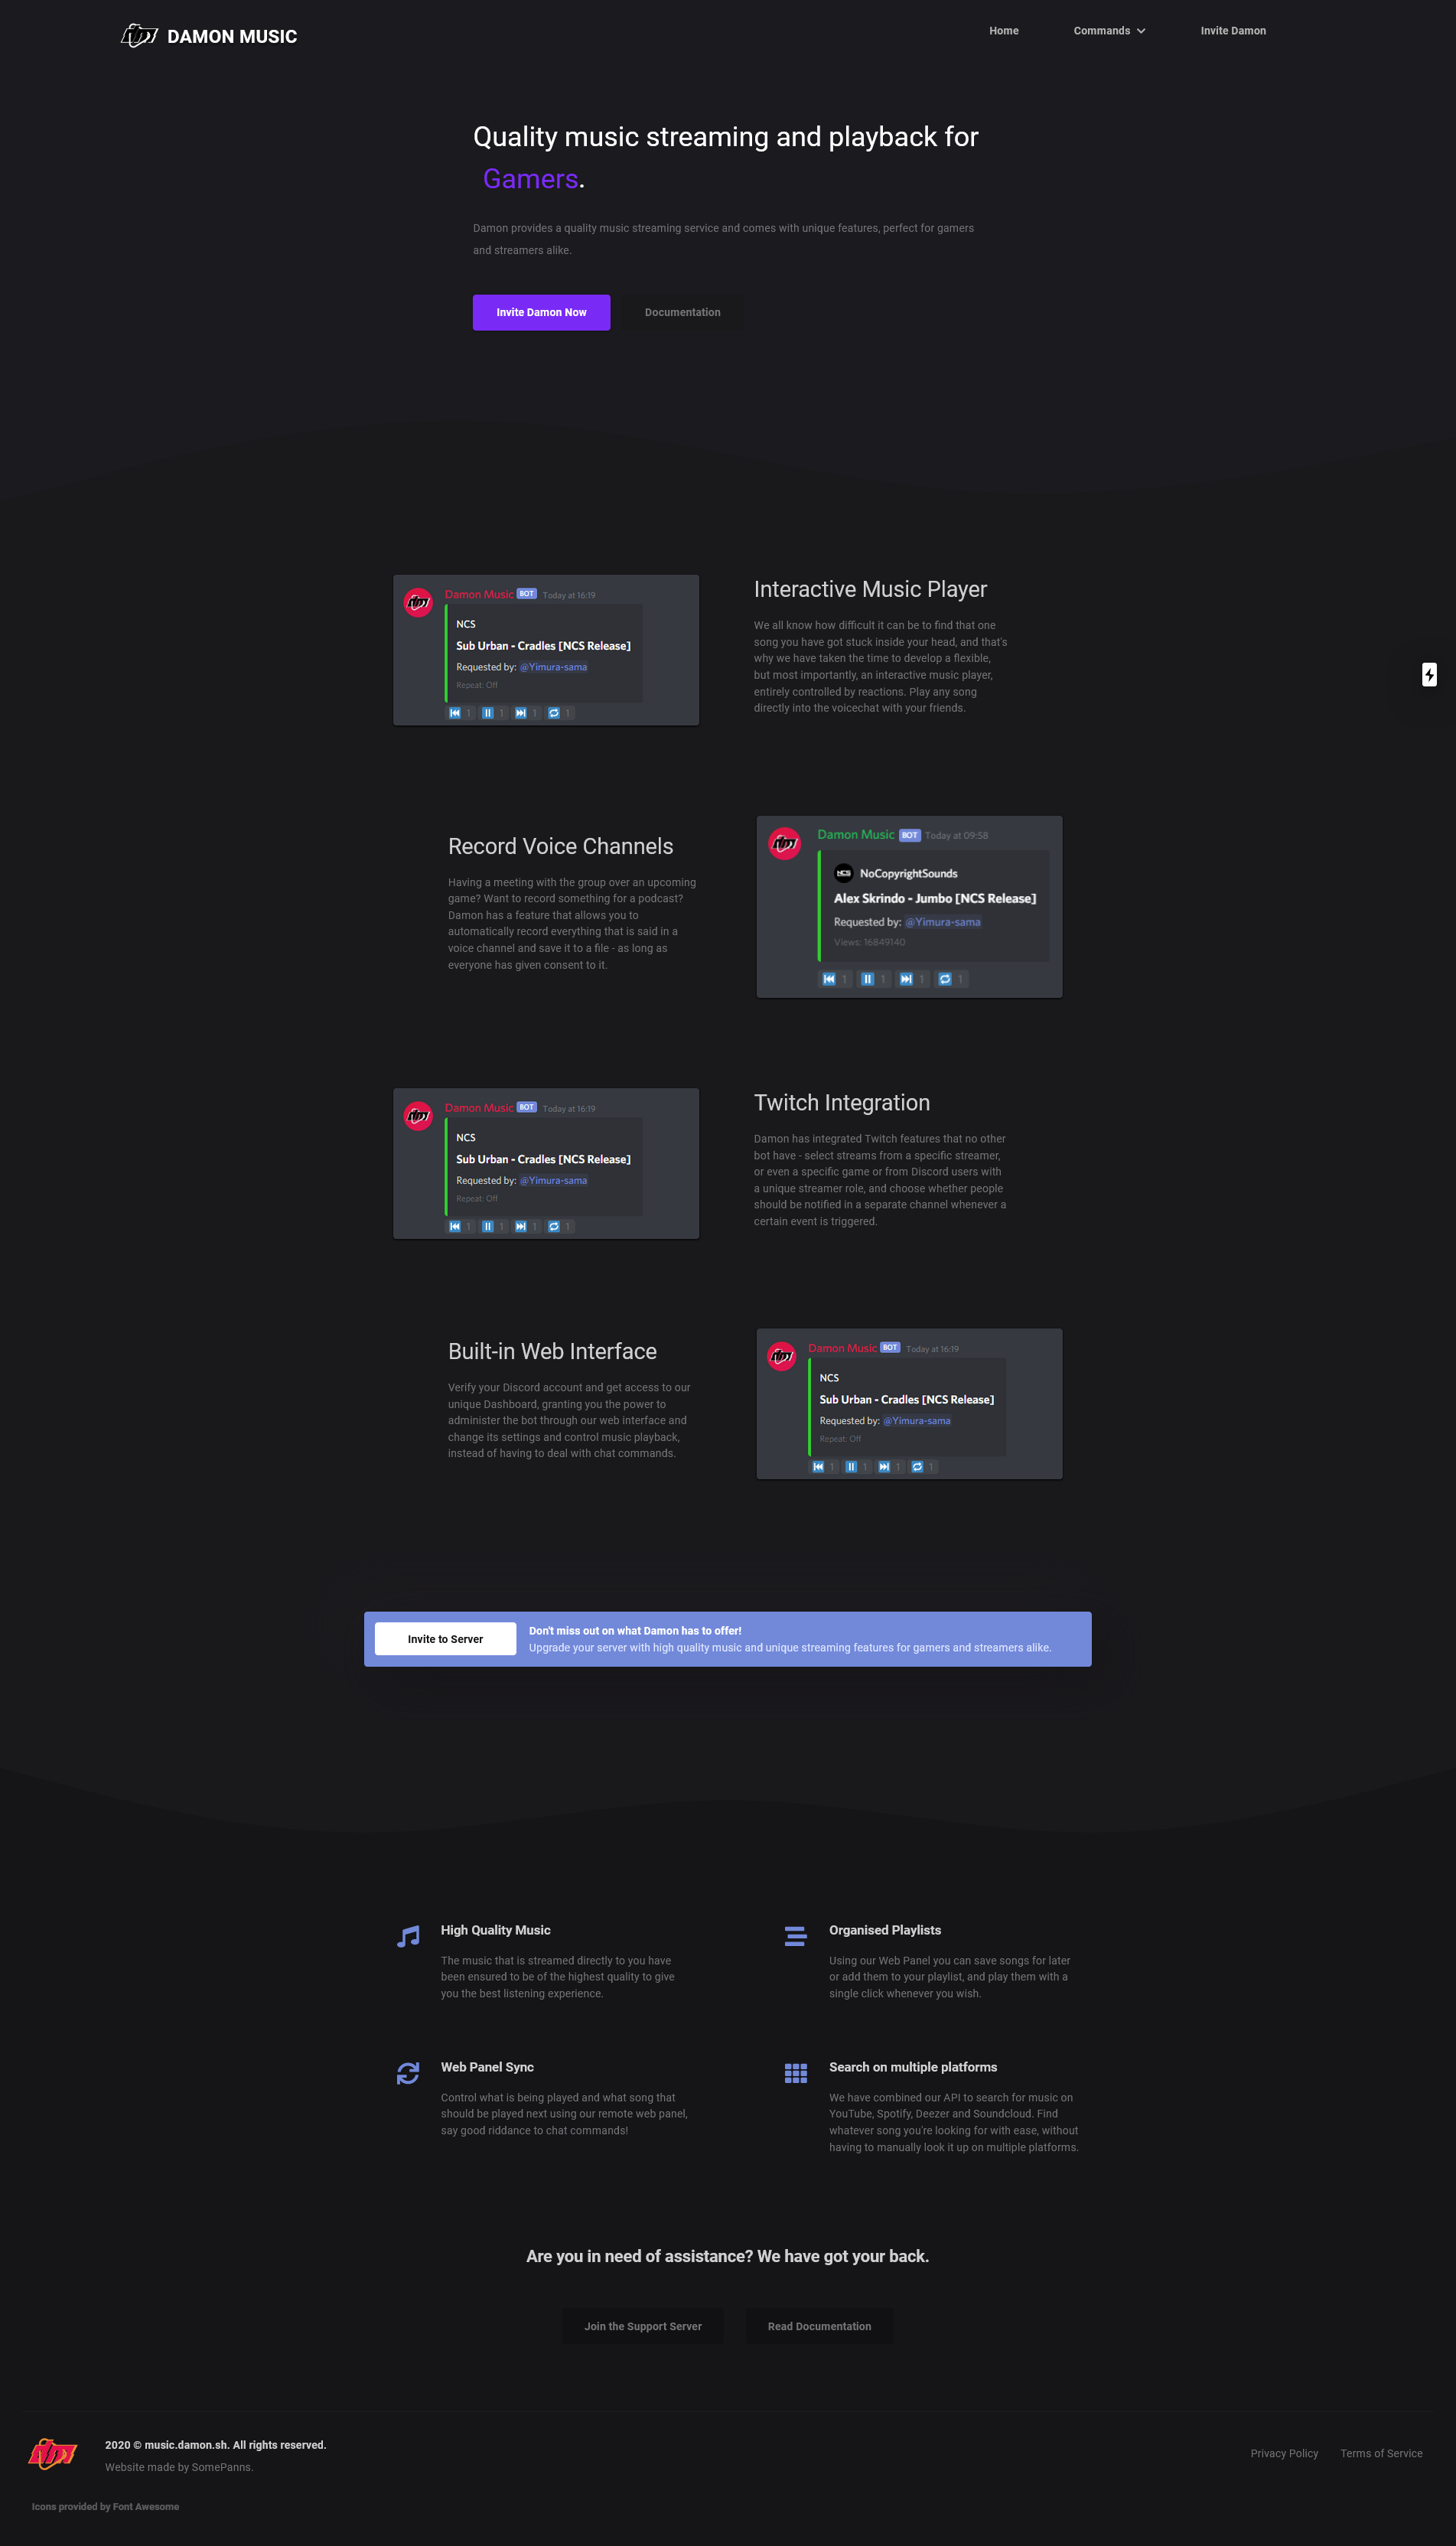 DAMON MUSIC
Home
Commands
Invite Damon
Quality music streaming and playback for
Gamers.
Damon provides a quality music streaming service and comes with unique features, perfect for gamers
and streamers alike.
Invite Damon Now
Documentation
Damon Music BOT Today at 16:19
NCS
Sub Urban - Cradles [NCS Release]
Requested by: @Yimura-sama
Repeat: Off
1 1 1 1
Interactive Music Player
We all know how difficult it can be to find that one
song you have got stuck inside your head, and that's
why we have taken the time to develop a flexible,
but most importantly, an interactive music player,
entirely controlled by reactions. Play any song
directly into the voicechat with your friends.
Record Voice Channels
Having a meeting with the group over an upcoming
game? Want to record something for a podcast?
Damon has a feature that allows you to
automatically record everything that is said in a
voice channel and save it to a file - as long as
everyone has given consent to it.
Damon Music BOT Today at 09:58
NCS NoCopyrightSounds
Alex Skrindo - Jumbo [NCS Release]
Requested by: @Yimura-sama
Views: 16849140
1 1 1 1
Damon Music BOT Today at 16:19
NCS
Sub Urban - Cradles [NCS Release]
Requested by: @Yimura-sama
Repeat: Off
1 1 1 1
Twitch Integration
Damon has integrated Twitch features that no other
bot have - select streams from a specific streamer,
or even a specific game or from Discord users with
a unique streamer role, and choose whether people
should be notified in a separate channel whenever a
certain event is triggered.
Built-in Web Interface
Verify your Discord account and get access to our
unique Dashboard, granting you the power to
administer the bot through our web interface and
change its settings and control music playback,
instead of having to deal with chat commands.
Damon Music BOT Today at 16:19
NCS
Sub Urban - Cradles [NCS Release]
Requested by: @Yimura-sama
Repeat: Off
1 1 1 1
Invite to Server
Don't miss out on what Damon has to offer!
Upgrade your server with high quality music and unique streaming features for gamers and streamers alike.
High Quality Music
The music that is streamed directly to you have
been ensured to be of the highest quality to give
you the best listening experience.
Organised Playlists
Using our Web Panel you can save songs for later
or add them to your playlist, and play them with a
single click whenever you wish.
Web Panel Sync
Control what is being played and what song that
should be played next using our remote web panel,
say good riddance to chat commands!
Search on multiple platforms
We have combined our API to search for music on
YouTube, Spotify, Deezer and Soundcloud. Find
whatever song you're looking for with ease, without
having to manually look it up on multiple platforms.
Are you in need of assistance? We have got your back.
Join the Support Server
Read Documentation
2020 © music.damon.sh. All rights reserved.
Website made by SomePanns.
Privacy Policy
Terms of Service
Icons provided by Font Awesome